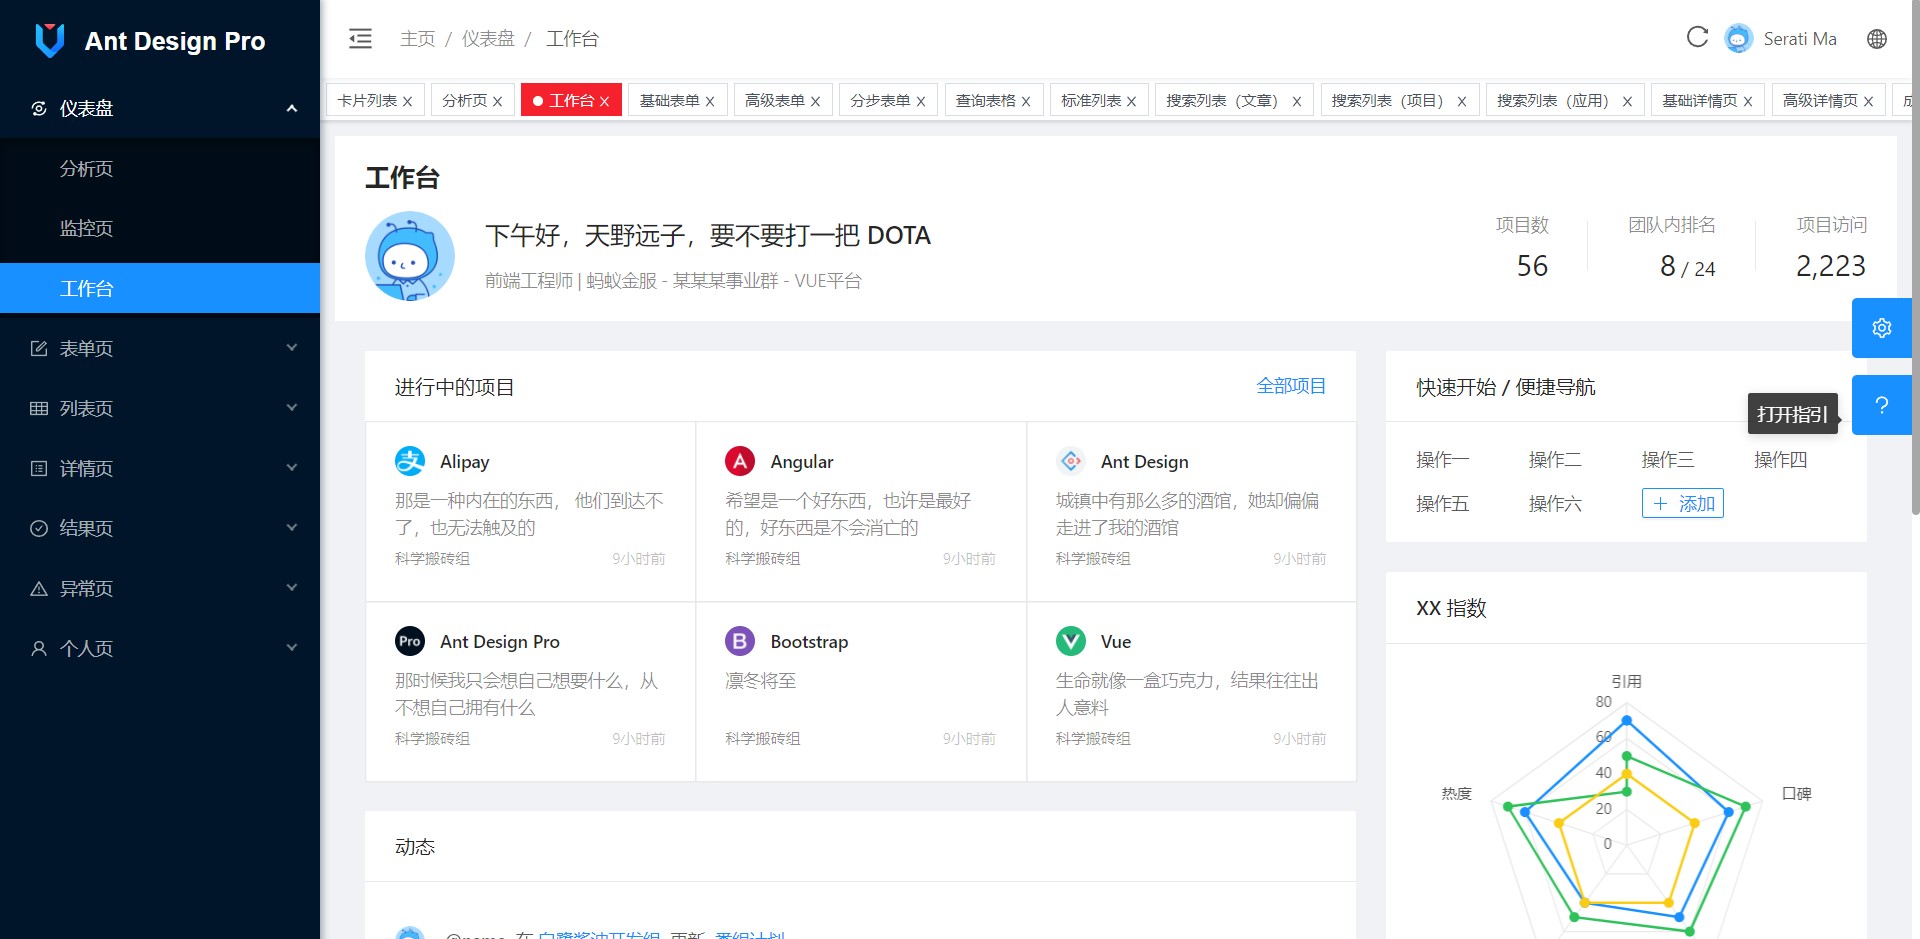 Ant Design Pro
仪表盘
分析页
监控页
工作台
表单页
列表页
详情页
结果页
异常页
个人页
主页 / 仪表盘 / 工作台
Serati Ma
卡片列表 X 分析页 X 工作台 X 基础表单 X 高级表单 X 分步表单 X 查询表格 X 标准列表 X 搜索列表（文章） X 搜索列表（项目） X 搜索列表（应用） X 基础详情页 X 高级详情页 X
工作台
下午好，天野远子，要不要打一把 DOTA
前端工程师 | 蚂蚁金服 - 某某某事业群 - VUE平台
项目数
56
团队内排名
8 / 24
项目访问
2,223
进行中的项目
全部项目
Alipay
那是一种内在的东西， 他们到达不
了，也无法触及的
科学搬砖组
9小时前
Angular
希望是一个好东西，也许是最好
的，好东西是不会消亡的
科学搬砖组
9小时前
Ant Design
城镇中有那么多的酒馆，她却偏偏
走进了我的酒馆
科学搬砖组
9小时前
Pro
Ant Design Pro
那时候我只会想自己想要什么，从
不想自己拥有什么
科学搬砖组
9小时前
B
Bootstrap
凛冬将至
科学搬砖组
9小时前
Vue
生命就像一盒巧克力，结果往往出
人意料
科学搬砖组
9小时前
动态
快速开始 / 便捷导航
打开指引
?
操作一 操作二 操作三 操作四
操作五 操作六 + 添加
XX 指数
引用
80
60
40
20
0
热度
口碑